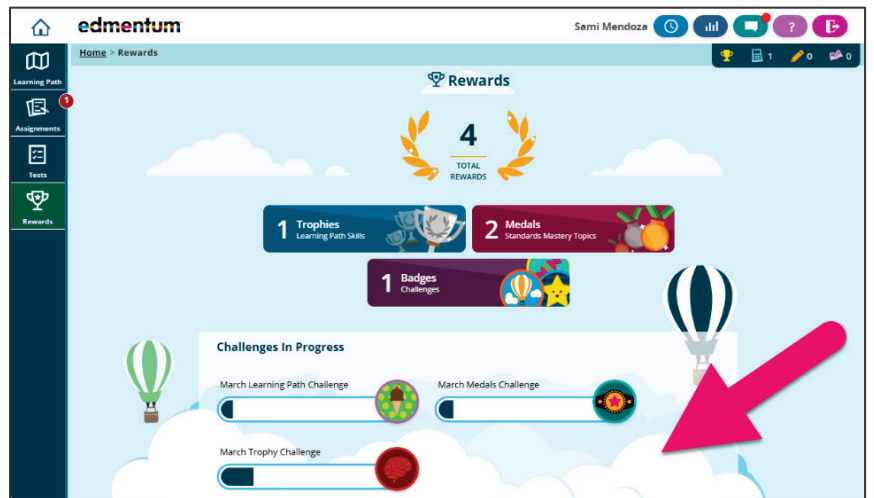 edmentum
Sami Mendoza
?
Home > Rewards
1
0
0
Learning Path
1
Assignments
Tests
Rewards
Rewards
4
TOTAL
REWARDS
1 Trophies
Learning Path Skills
2 Medals
Standards Mastery Topics
1 Badges
Challenges
Challenges In Progress
March Learning Path Challenge
March Medals Challenge
March Trophy Challenge